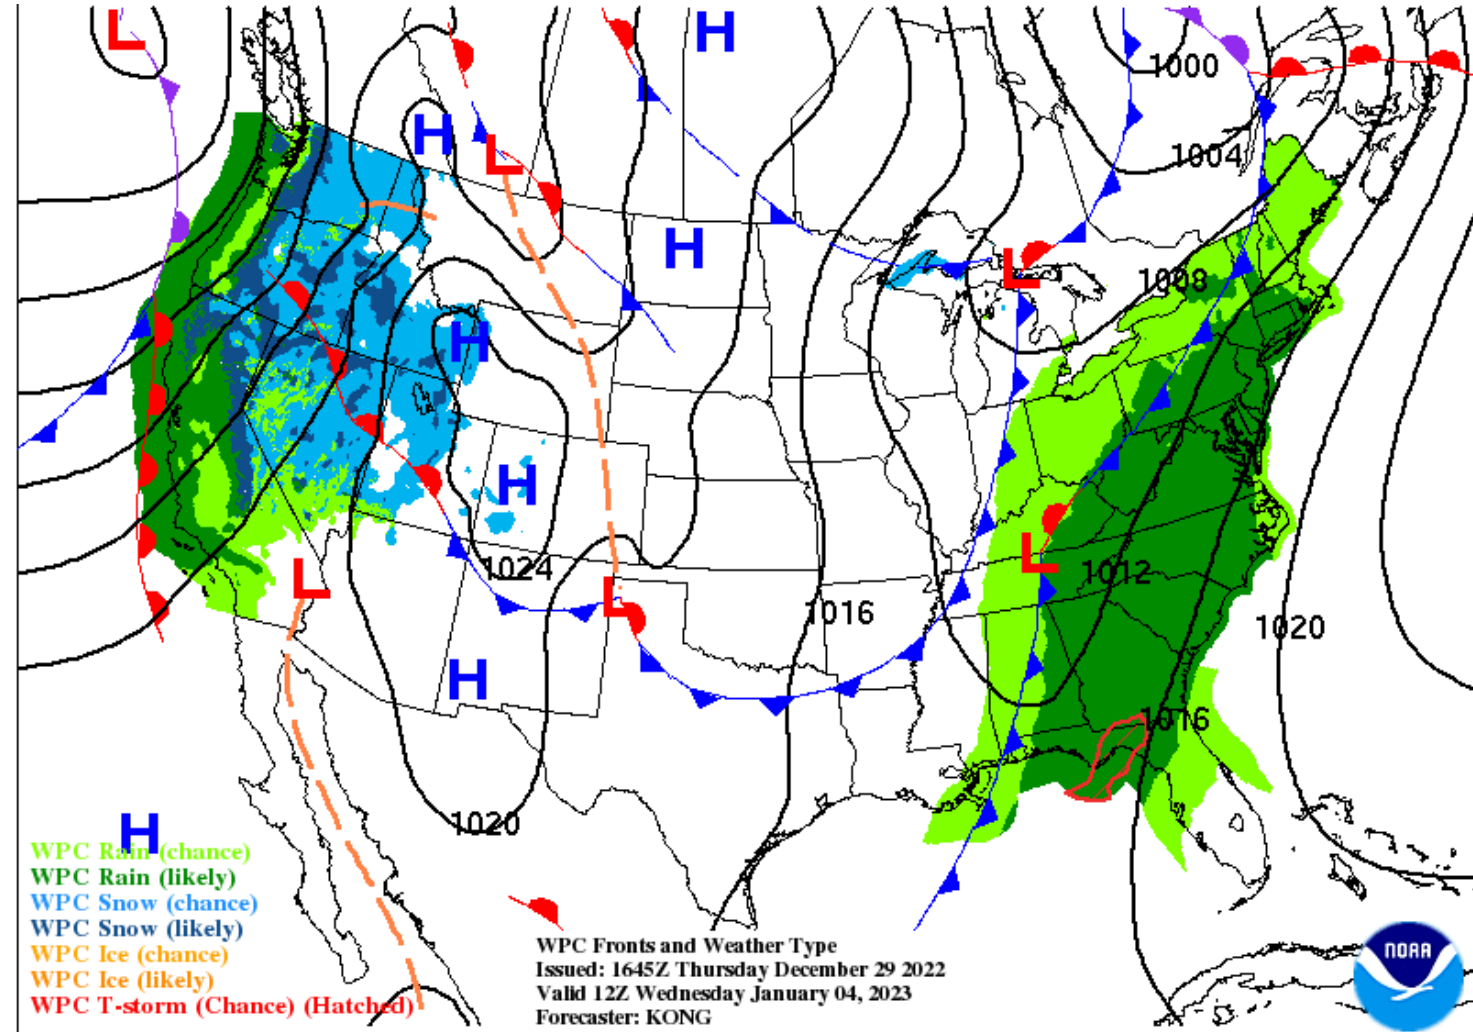 L
H
1000
H
L
1004
H
L
1008
H
H
1024
L
1012
L
L
1016
1020
H
1016
1020
H
WPC Rain (chance)
WPC Rain (likely)
WPC Snow (chance)
WPC Snow (likely)
WPC Ice (chance)
WPC Ice (likely)
WPC T-storm (Chance) (Hatched)
WPC Fronts and Weather Type
Issued: 1645Z Thursday December 29 2022
Valid 12Z Wednesday January 04, 2023
Forecaster: KONG
NOAA